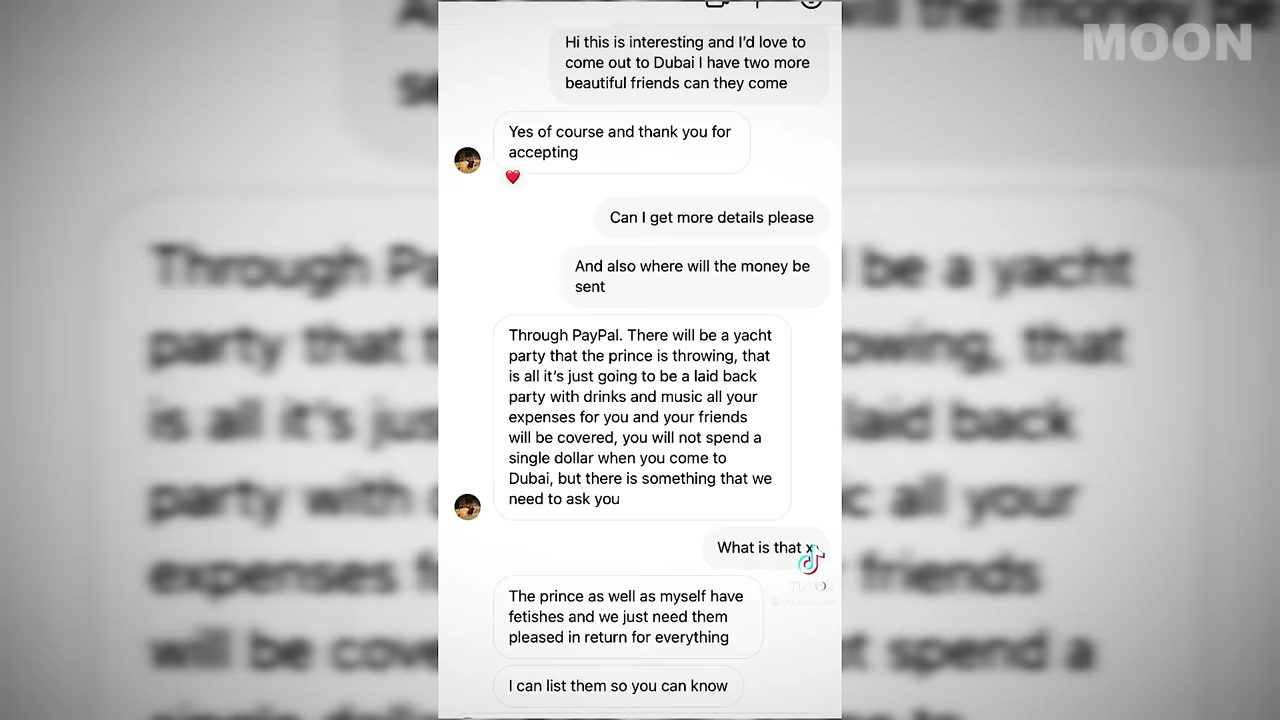 MOON
Hi this is interesting and I'd love to
come out to Dubai I have two more
beautiful friends can they come
Yes of course and thank you for
accepting
Can I get more details please
And also where will the money be
sent
Through PayPal. There will be a yacht
party that the prince is throwing, that
is all it's just going to be a laid back
party with drinks and music all your
expenses for you and your friends
will be covered, you will not spend a
single dollar when you come to
Dubai, but there is something that we
need to ask you
What is that x
The prince as well as myself have
fetishes and we just need them
pleased in return for everything
I can list them so you can know